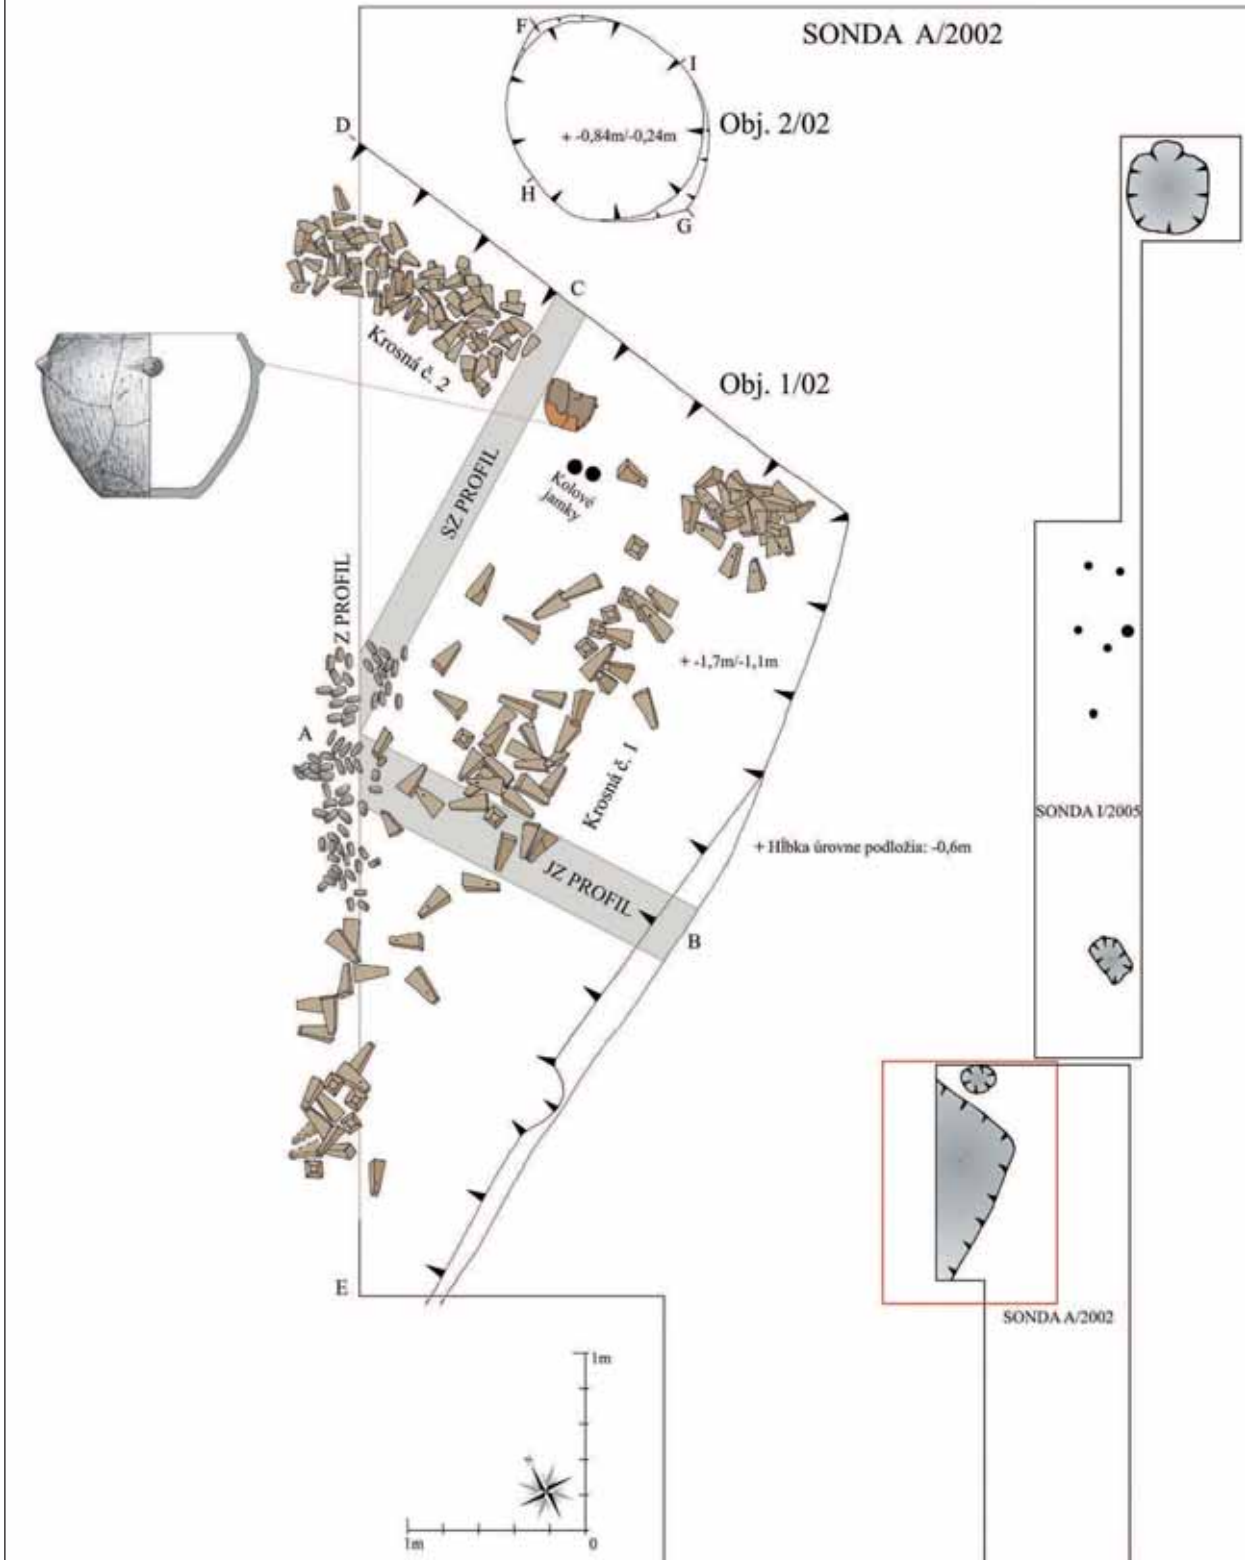 SONDA A/2002
F
I
Obj. 2/02
+ -0,84m/-0,24m
D
H
G
C
Krosná č. 2
Obj. 1/02
SZ PROFIL
Kolové
jamky
Z PROFIL
+ -1,7m/-1,1m
A
Krosná č. 1
SONDA I/2005
+ Hĺbka úrovne podložia: -0,6m
JZ PROFIL
B
E
SONDA A/2002
1m
1m
0